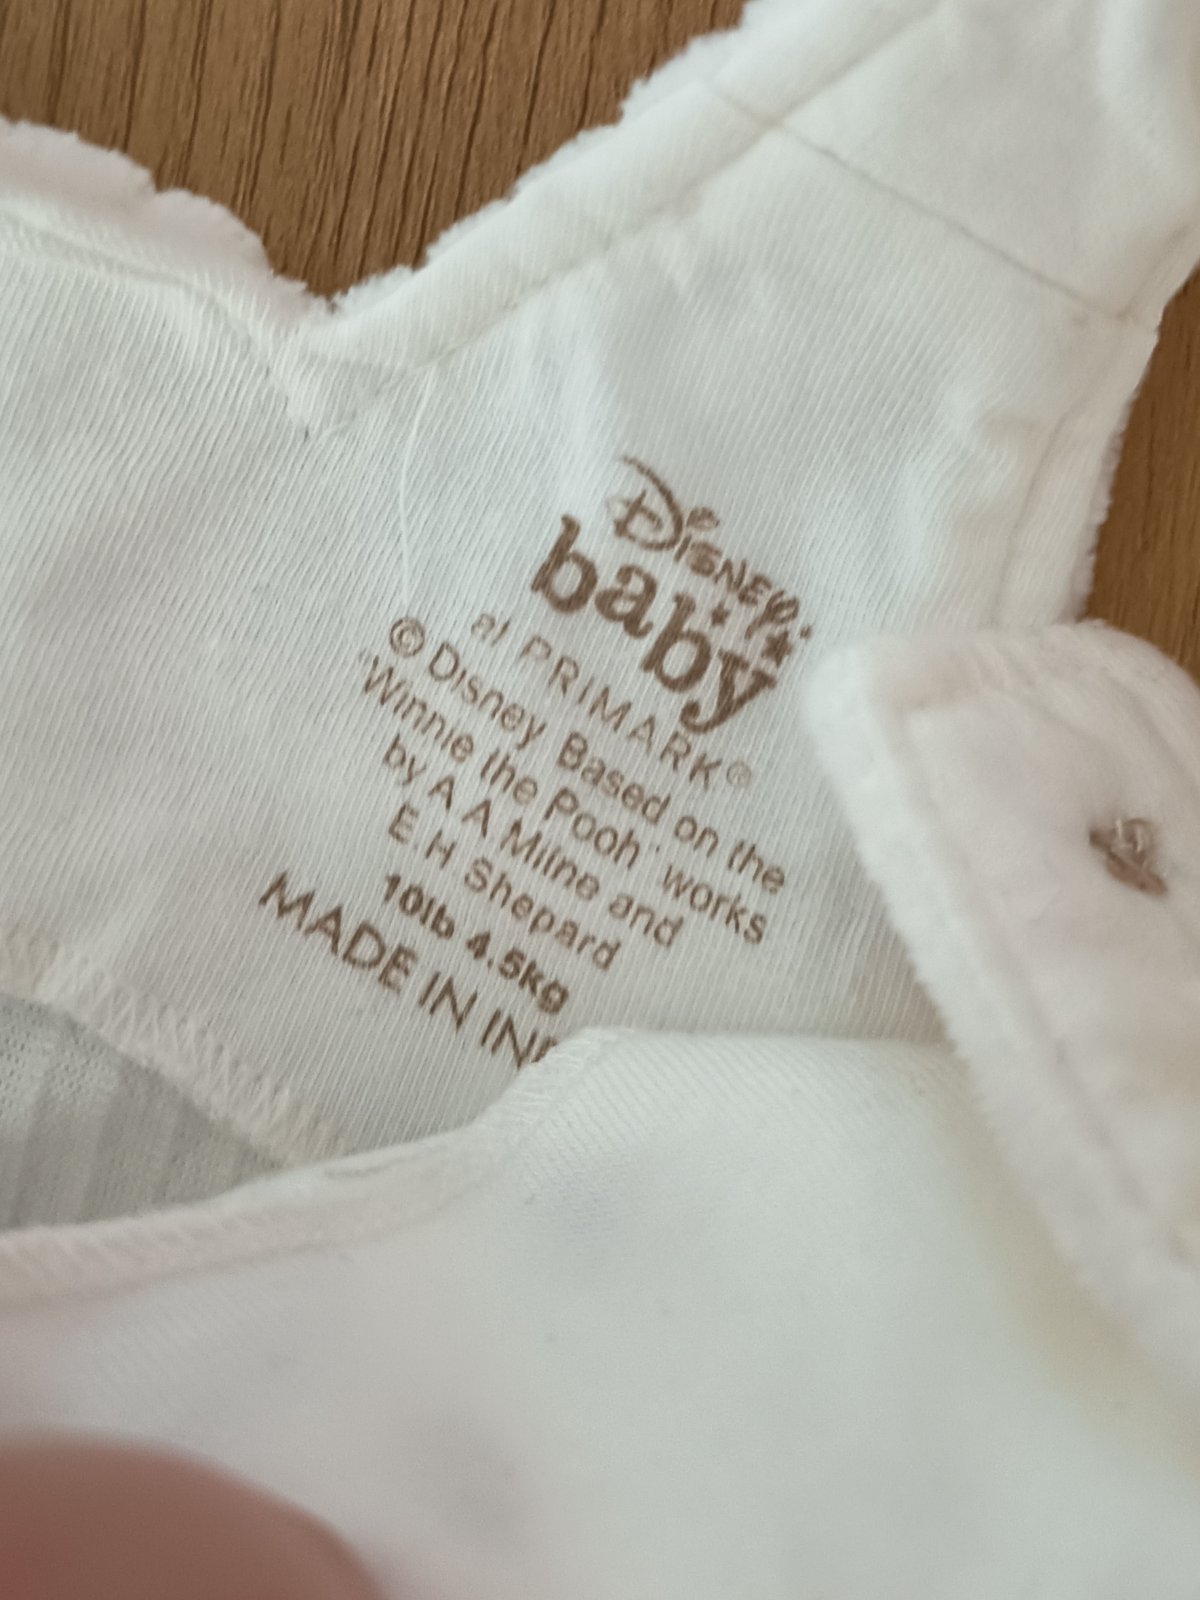 Disney
baby
at PRIMARK®
© Disney Based on the
"Winnie the Pooh" works
by A A Milne and
E.H Shepard
10lb 4.5kg
MADE IN